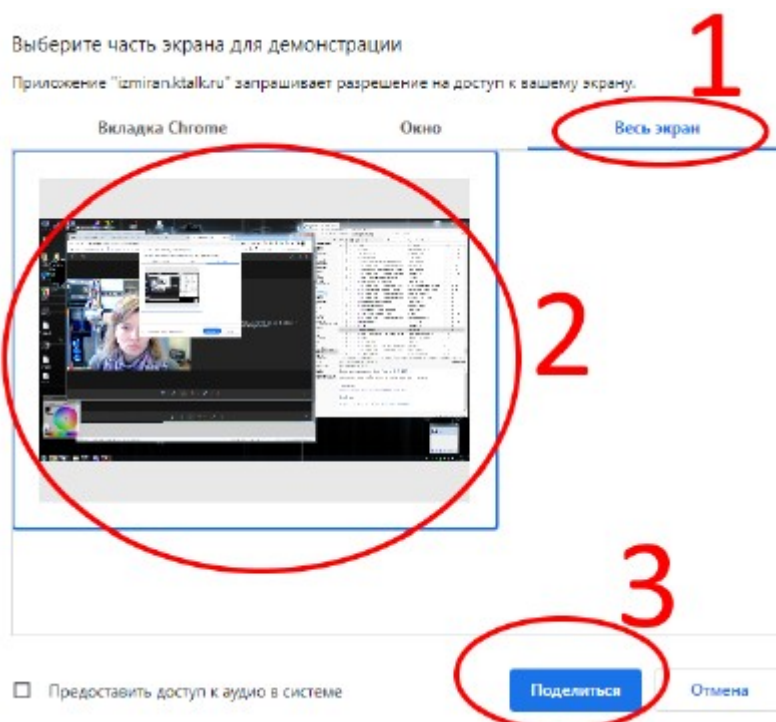 1
Выберите часть экрана для демонстрации
Приложение "izmiran.ktalk.ru" запрашивает разрешение на доступ к вашему экрану.
Вкладка Chrome Окно Весь экран
2
3
Предоставить доступ к аудио в системе Поделиться Отмена